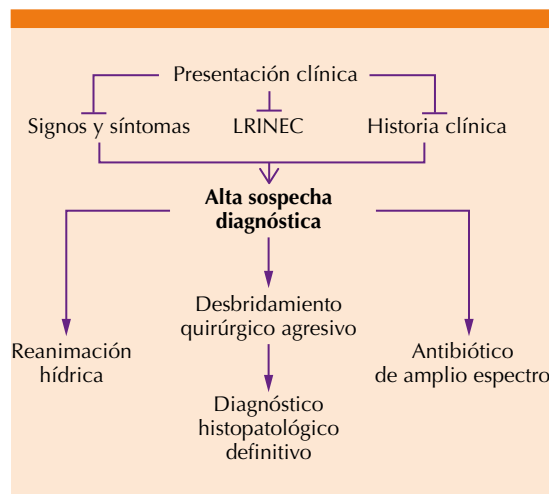 Presentación clínica
Signos y síntomas
LRINEC
Historia clínica
Alta sospecha
diagnóstica
Desbridamiento
quirúrgico agresivo
Reanimación
hídrica
Antibiótico
de amplio espectro
Diagnóstico
histopatológico
definitivo